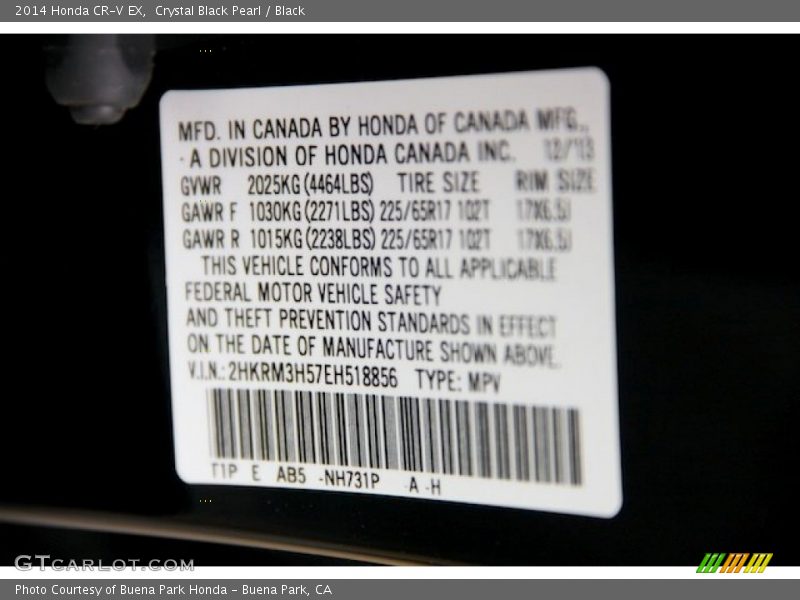 2014 Honda CR-V EX, Crystal Black Pearl / Black
MFD. IN CANADA BY HONDA OF CANADA MFG.,
A DIVISION OF HONDA CANADA INC. 12/13
GVWR 2025KG(4464LBS) TIRE SIZE RIM SIZE
GAWR F 1030KG(2271LBS) 225/65R17 102T 17X6.5J
GAWR R 1015KG(2238LBS) 225/65R17 102T 17X6.5J
THIS VEHICLE CONFORMS TO ALL APPLICABLE
FEDERAL MOTOR VEHICLE SAFETY
AND THEFT PREVENTION STANDARDS IN EFFECT
ON THE DATE OF MANUFACTURE SHOWN ABOVE.
V.I.N.: 2HKRM3H57EH518856 TYPE: MPV
T1P E AB5 -NH731P -A -H
GTCARLOT.COM
Photo Courtesy of Buena Park Honda - Buena Park, CA